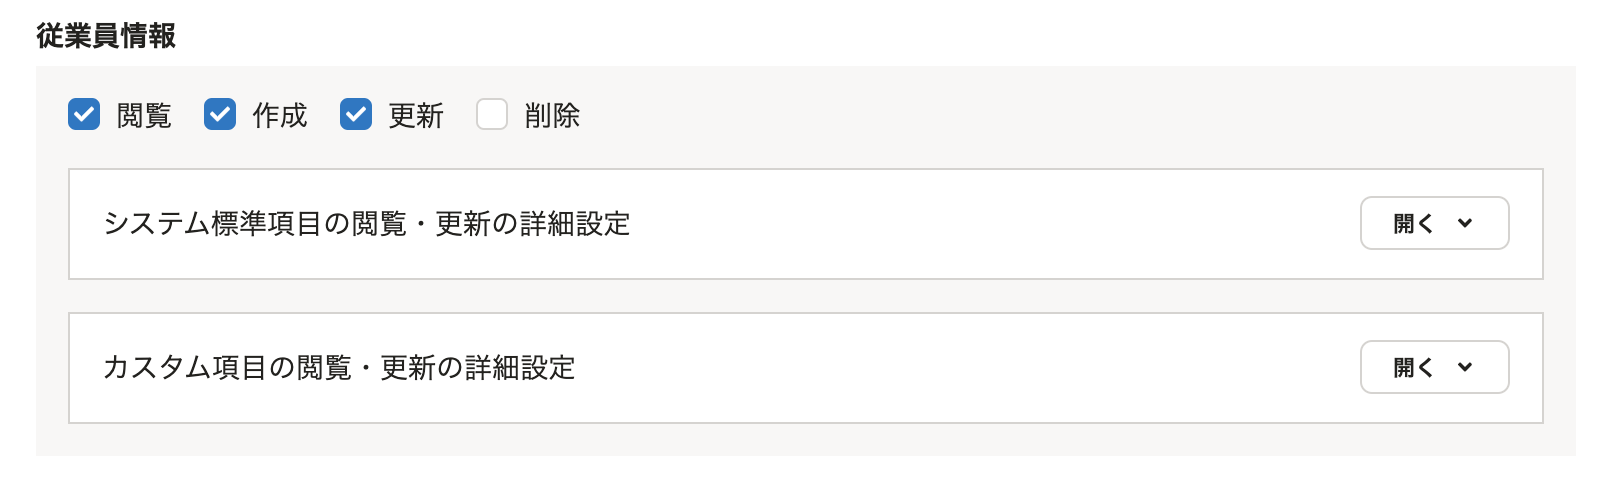 従業員情報
閲覧 作成 更新 削除
システム標準項目の閲覧・更新の詳細設定 開く
カスタム項目の閲覧・更新の詳細設定 開く